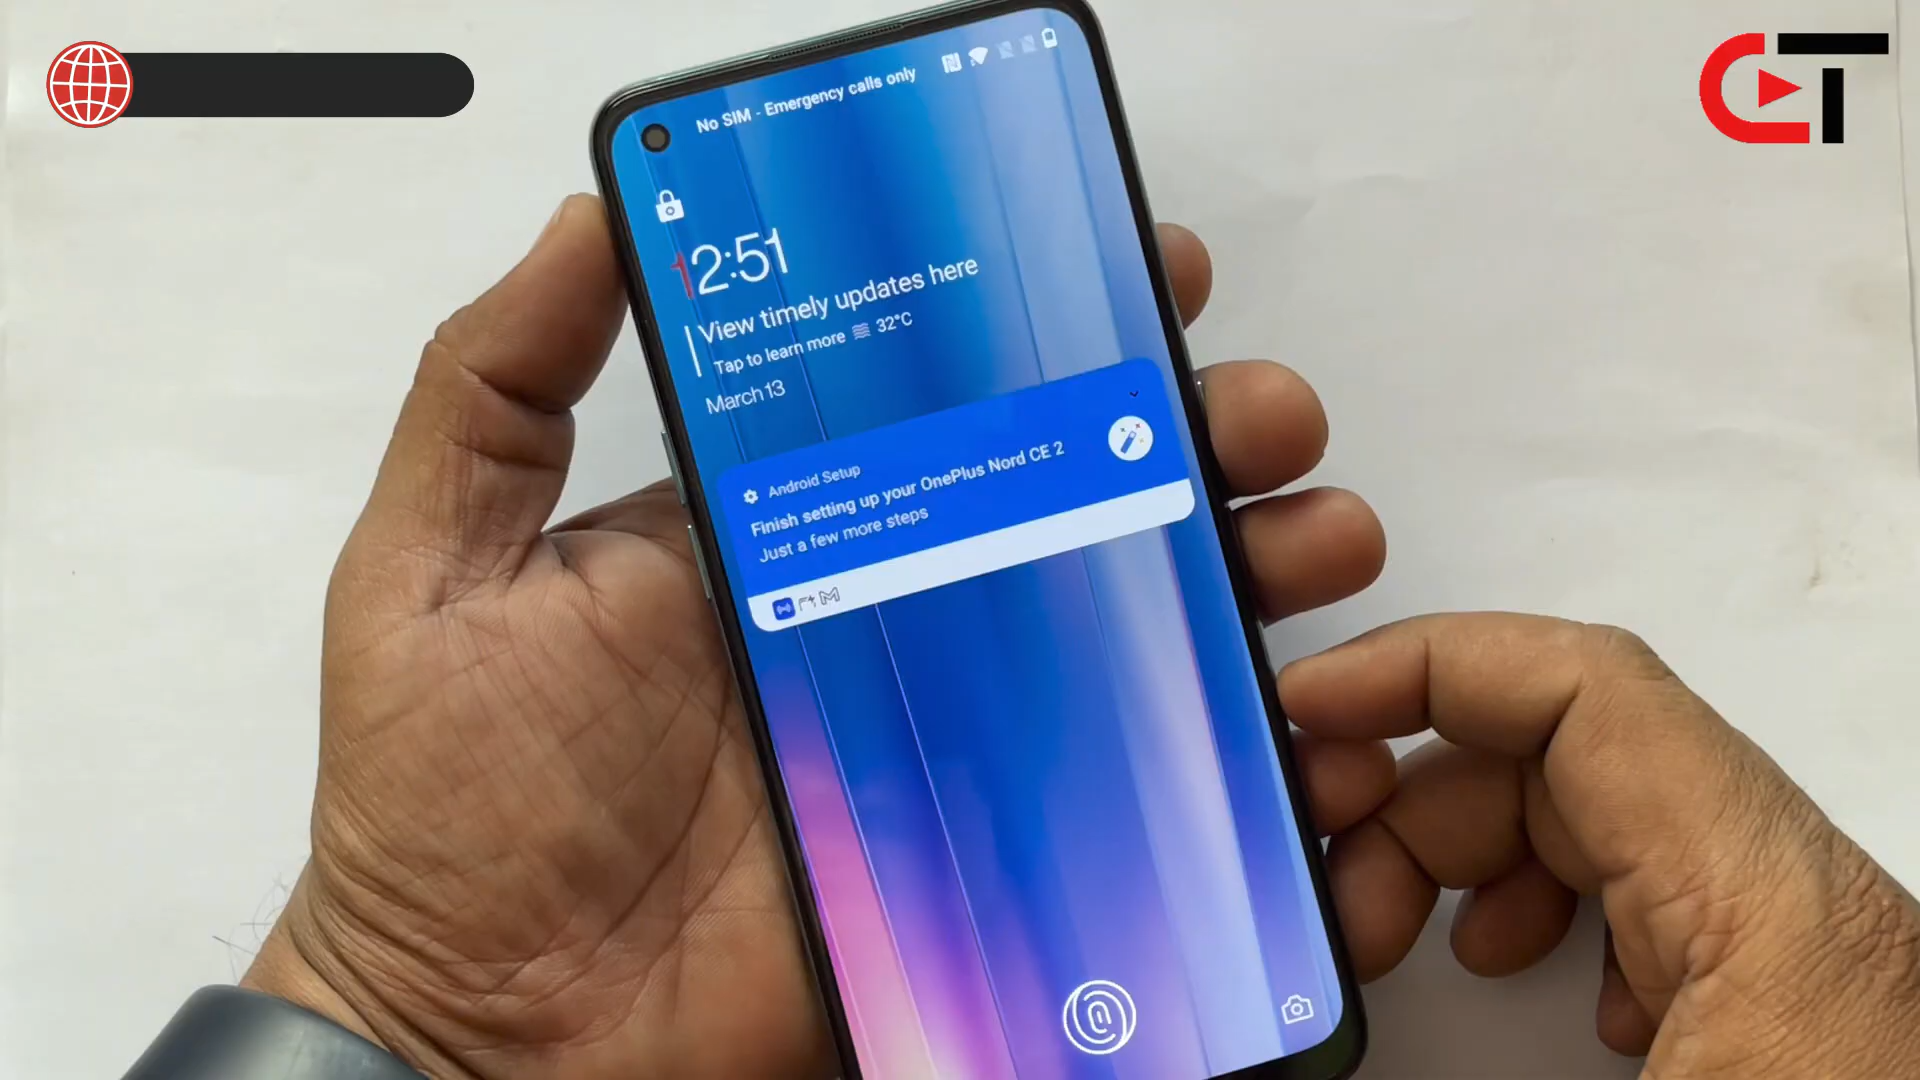 No SIM - Emergency calls only
12:51
View timely updates here
Tap to learn more 32°C
March 13
Android Setup
Finish setting up your OnePlus Nord CE 2
Just a few more steps